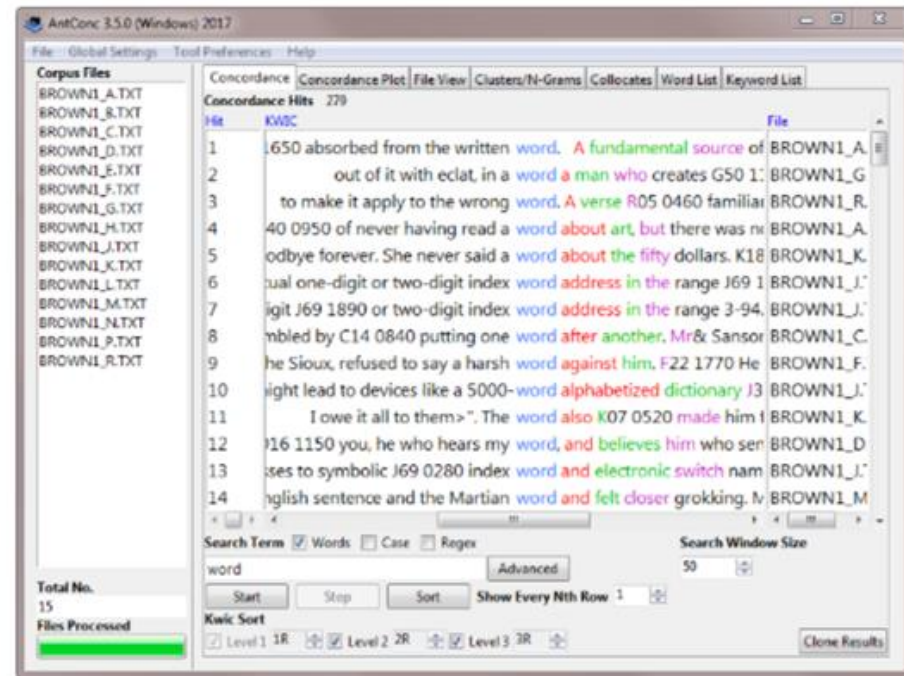 AntConc 3.5.0 (Windows) 2017
File Global Settings Tool Preferences Help
Corpus Files
BROWN1_A.TXT
BROWN1_B.TXT
BROWN1_C.TXT
BROWN1_D.TXT
BROWN1_E.TXT
BROWN1_F.TXT
BROWN1_G.TXT
BROWN1_H.TXT
BROWN1_J.TXT
BROWN1_K.TXT
BROWN1_L.TXT
BROWN1_M.TXT
BROWN1_N.TXT
BROWN1_P.TXT
BROWN1_R.TXT
Total No.
15
Files Processed
Concordance Concordance Plot File View Clusters/N-Grams Collocates Word List Keyword List
Concordance Hits 279
Hit KWIC File
1 1650 absorbed from the written word. A fundamental source of BROWN1_A.
2 out of it with eclat, in a word a man who creates G50 11 BROWN1_G
3 to make it apply to the wrong word. A verse R05 0460 familiar BROWN1_R.
4 40 0950 of never having read a word about art, but there was no BROWN1_A.
5 odbye forever. She never said a word about the fifty dollars. K18 BROWN1_K.
6 ual one-digit or two-digit index word address in the range J69 1 BROWN1_J.T
7 igit J69 1890 or two-digit index word address in the range 3-94. BROWN1_J.T
8 mbled by C14 0840 putting one word after another. Mr& Sansor BROWN1_C.
9 he Sioux, refused to say a harsh word against him. F22 1770 He BROWN1_F.
10 ight lead to devices like a 5000-word alphabetized dictionary J3 BROWN1_J.T
11 I owe it all to them>". The word also K07 0520 made him f BROWN1_K.
12 016 1150 you, he who hears my word, and believes him who sen BROWN1_D
13 ses to symbolic J69 0280 index word and electronic switch nam BROWN1_J.T
14 nglish sentence and the Martian word and felt closer grokking. M BROWN1_M
Search Term Words Case Regex Search Window Size
word Advanced 50
Start Stop Sort Show Every Nth Row 1
Kwic Sort
Level 1 1R Level 2 2R Level 3 3R Clone Results